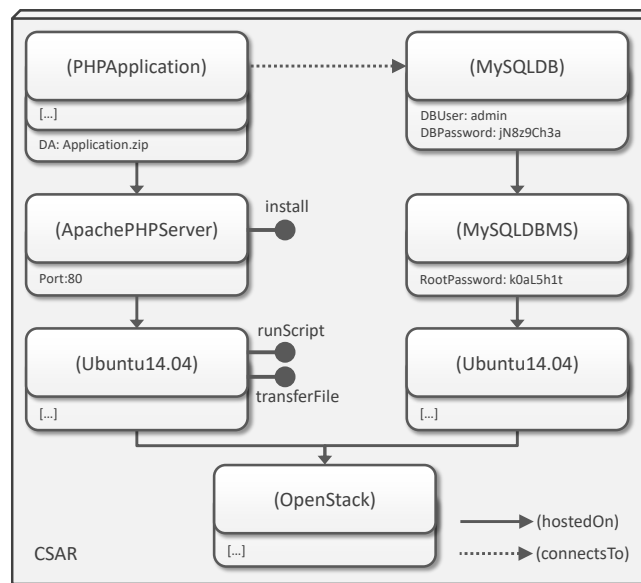 (PHPApplication)
[...]
DA: Application.zip
(MySQLDB)
DBUser: admin
DBPassword: jN8z9Ch3a
(ApachePHPServer)
Port:80
install
(MySQLDBMS)
RootPassword: k0aL5h1t
(Ubuntu14.04)
[...]
runScript
transferFile
(Ubuntu14.04)
[...]
(OpenStack)
[...]
CSAR
(hostedOn)
(connectsTo)